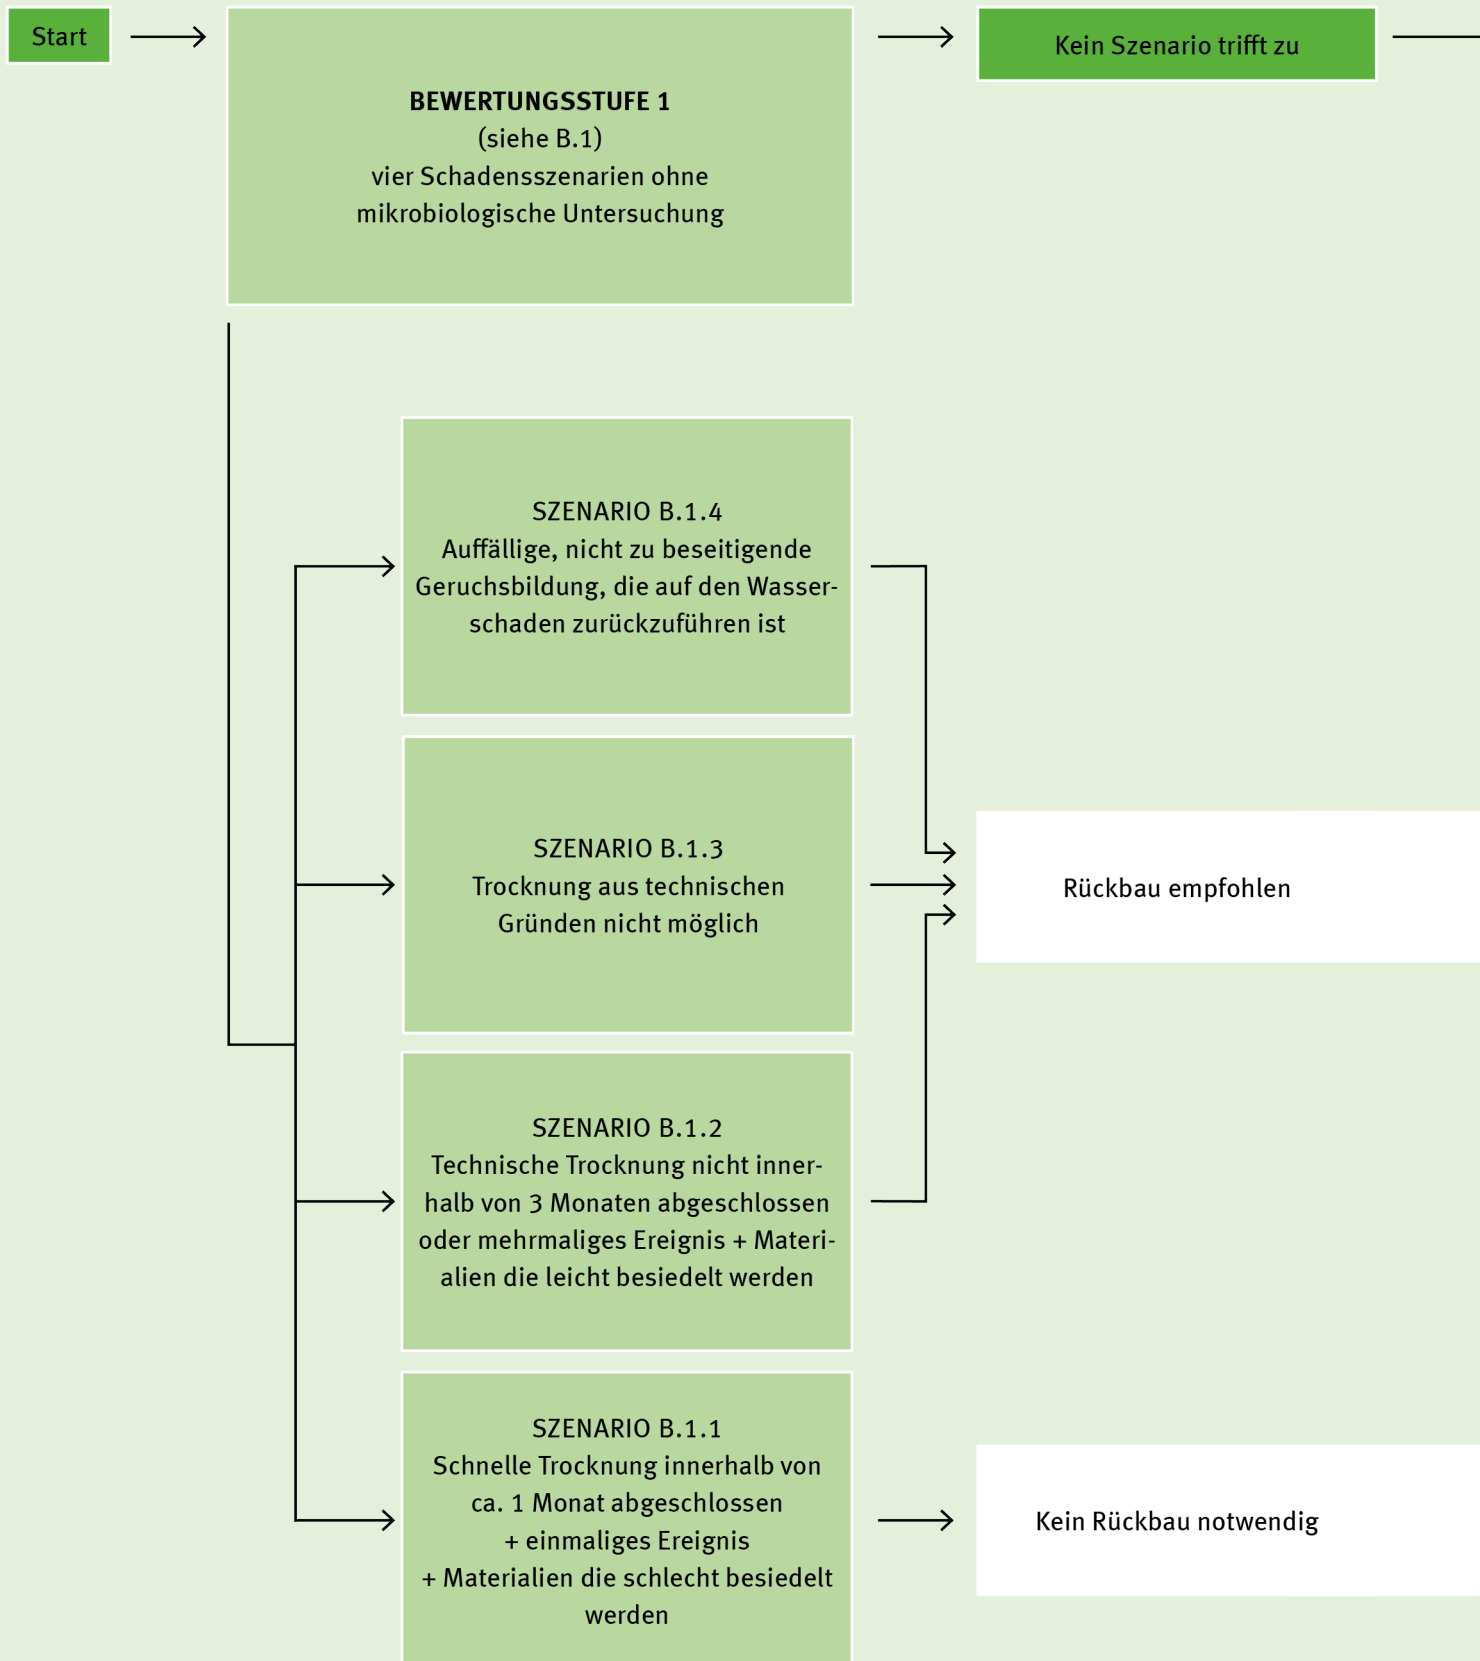 Start
BEWERTUNGSSTUFE 1
(siehe B.1)
vier Schadensszenarien ohne
mikrobiologische Untersuchung
Kein Szenario trifft zu
SZENARIO B.1.4
Auffällige, nicht zu beseitigende
Geruchsbildung, die auf den Wasser-
schaden zurückzuführen ist
SZENARIO B.1.3
Trocknung aus technischen
Gründen nicht möglich
Rückbau empfohlen
SZENARIO B.1.2
Technische Trocknung nicht inner-
halb von 3 Monaten abgeschlossen
oder mehrmaliges Ereignis + Materi-
alien die leicht besiedelt werden
SZENARIO B.1.1
Schnelle Trocknung innerhalb von
ca. 1 Monat abgeschlossen
+ einmaliges Ereignis
+ Materialien die schlecht besiedelt
werden
Kein Rückbau notwendig